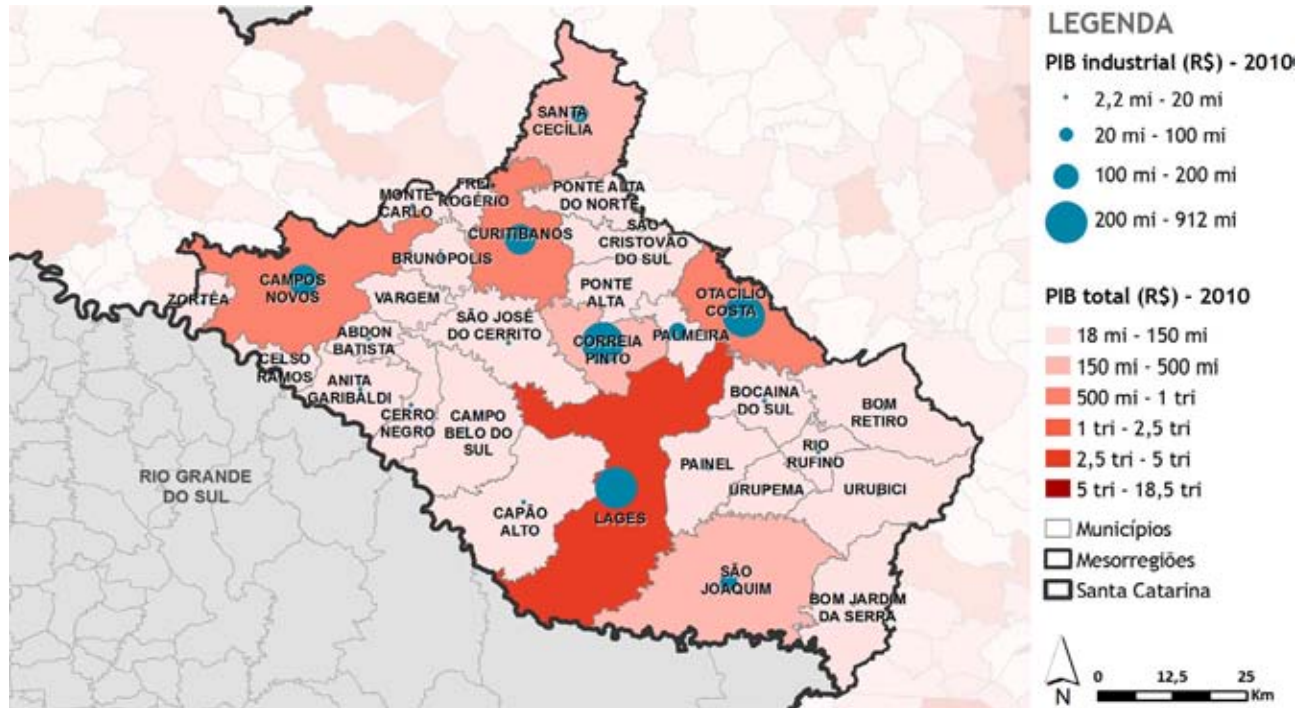 SANTA
CECÍLIA
MONTE
CARLO
FREI
ROGÉRIO
PONTE ALTA
DO NORTE
CURITIBANOS
SÃO
CRISTOVÃO
DO SUL
BRUNÓPOLIS
CAMPOS
NOVOS
ZORTÉA
VARGEM
PONTE
ALTA
OTACÍLIO
COSTA
SÃO JOSÉ
DO CERRITO
CORREIA
PINTO
PALMEIRA
ABDON
BATISTA
CELSO
RAMOS
ANITA
GARIBALDI
CERRO
NEGRO
CAMPO
BELO DO
SUL
BOCAINA
DO SUL
BOM
RETIRO
RIO
RUFINO
PAINEL
URUPEMA
URUBICI
RIO GRANDE
DO SUL
CAPÃO
ALTO
LAGES
SÃO
JOAQUIM
BOM JARDIM
DA SERRA
LEGENDA
PIB industrial (R$) - 2010
2,2 mi - 20 mi
20 mi - 100 mi
100 mi - 200 mi
200 mi - 912 mi
PIB total (R$) - 2010
18 mi - 150 mi
150 mi - 500 mi
500 mi - 1 tri
1 tri - 2,5 tri
2,5 tri - 5 tri
5 tri - 18,5 tri
Municípios
Mesorregiões
Santa Catarina
N
0 12,5 25
Km